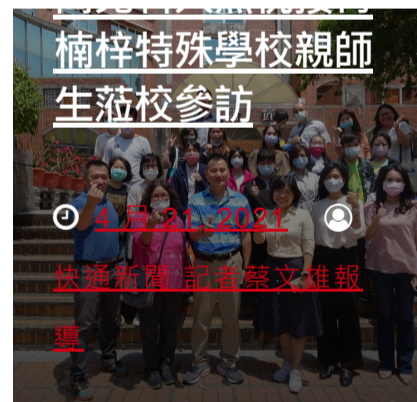 楠梓特殊學校親師
生蒞校參訪
4 月 21, 2021
快通新聞 記者蔡文雄報
導